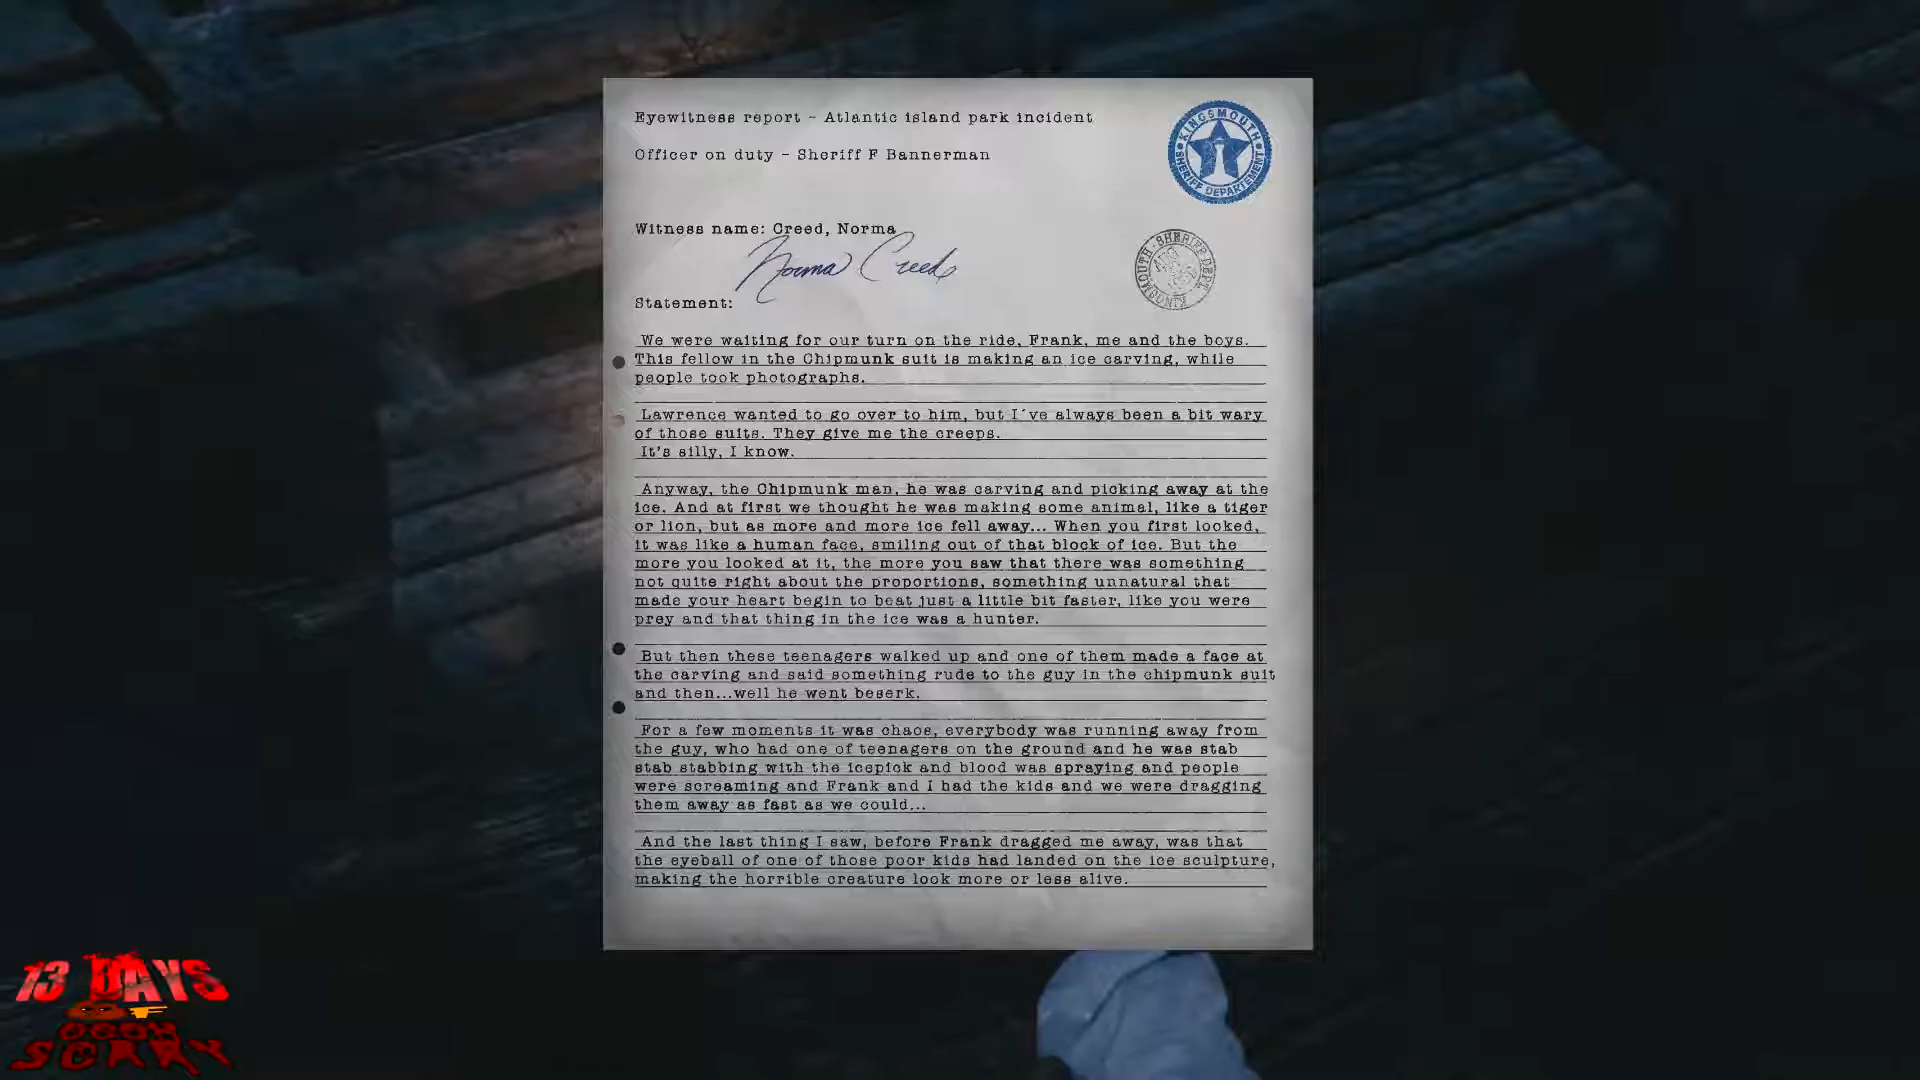 Eyewitness report - Atlantic island park incident
Officer on duty - Sheriff F Bannerman
KINGSMOUTH
SHERIFF DEPARTEMENT
Witness name: Creed, Norma
Norma Creed
Statement:
We were waiting for our turn on the ride, Frank, me and the boys.
This fellow in the Chipmunk suit is making an ice carving, while
people took photographs.
Lawrence wanted to go over to him, but I've always been a bit wary
of those suits. They give me the creeps.
It's silly, I know.
Anyway, the Chipmunk man, he was carving and picking away at the
ice. And at first we thought he was making some animal, like a tiger
or lion, but as more and more ice fell away... When you first looked,
it was like a human face, smiling out of that block of ice. But the
more you looked at it, the more you saw that there was something
not quite right about the proportions, something unnatural that
made your heart begin to beat just a little bit faster, like you were
prey and that thing in the ice was a hunter.
But then these teenagers walked up and one of them made a face at
the carving and said something rude to the guy in the chipmunk suit
and then...well he went beserk.
For a few moments it was chaos, everybody was running away from
the guy, who had one of teenagers on the ground and he was stab
stab stabbing with the icepick and blood was spraying and people
were screaming and Frank and I had the kids and we were dragging
them away as fast as we could...
And the last thing I saw, before Frank dragged me away, was that
the eyeball of one of those poor kids had landed on the ice sculpture,
making the horrible creature look more or less alive.
13 DAYS
OOOH
SCARY